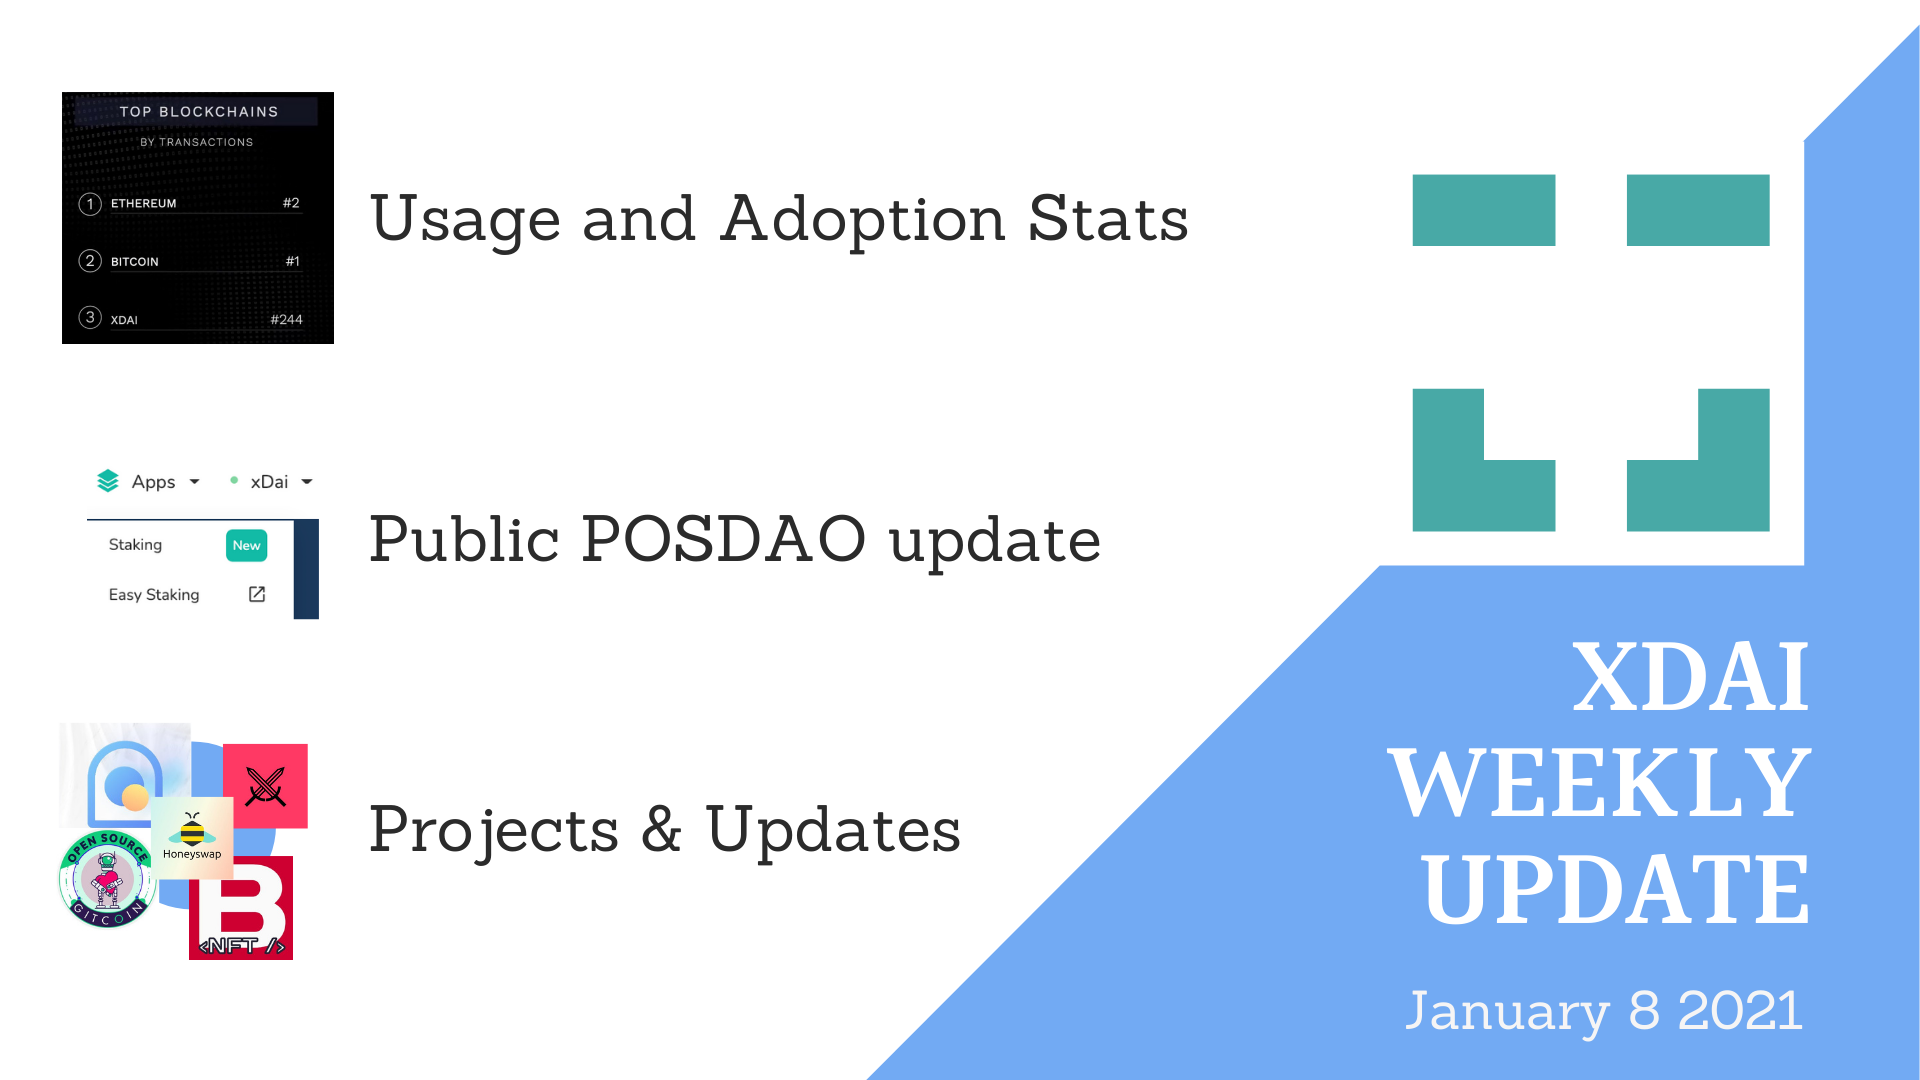 TOP BLOCKCHAINS
BY TRANSACTIONS
1 ETHEREUM #2
2 BITCOIN #1
3 XDAI #244
Usage and Adoption Stats
Apps xDai
Staking New
Easy Staking
Public POSDAO update
OPEN SOURCE
GITCOIN
Honeyswap
B
<NFT />
Projects & Updates
XDAI
WEEKLY
UPDATE
January 8 2021